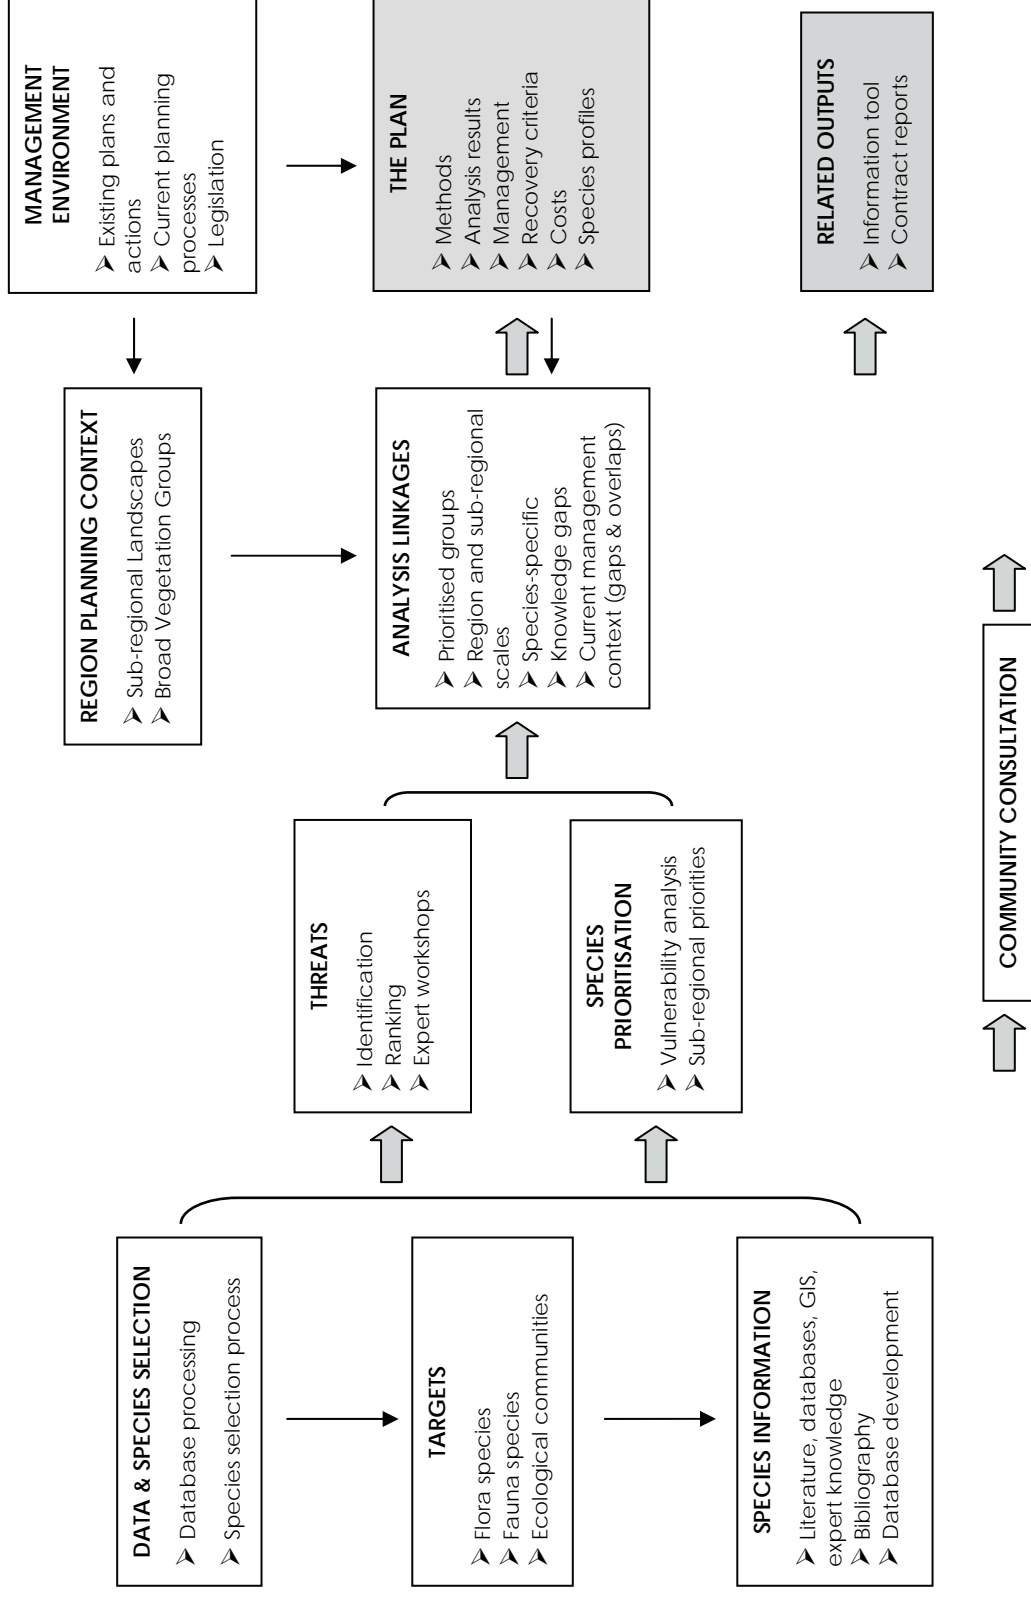 DATA & SPECIES SELECTION
➢ Database processing
➢ Species selection process
TARGETS
➢ Flora species
➢ Fauna species
➢ Ecological communities
SPECIES INFORMATION
➢ Literature, databases, GIS,
expert knowledge
➢ Bibliography
➢ Database development
THREATS
➢ Identification
➢ Ranking
➢ Expert workshops
SPECIES
PRIORITISATION
➢ Vulnerability analysis
➢ Sub-regional priorities
REGION PLANNING CONTEXT
➢ Sub-regional Landscapes
➢ Broad Vegetation Groups
ANALYSIS LINKAGES
➢ Prioritised groups
➢ Region and sub-regional
scales
➢ Species-specific
➢ Knowledge gaps
➢ Current management
context (gaps & overlaps)
MANAGEMENT
ENVIRONMENT
➢ Existing plans and
actions
➢ Current planning
processes
➢ Legislation
THE PLAN
➢ Methods
➢ Analysis results
➢ Management
➢ Recovery criteria
➢ Costs
➢ Species profiles
RELATED OUTPUTS
➢ Information tool
➢ Contract reports
COMMUNITY CONSULTATION